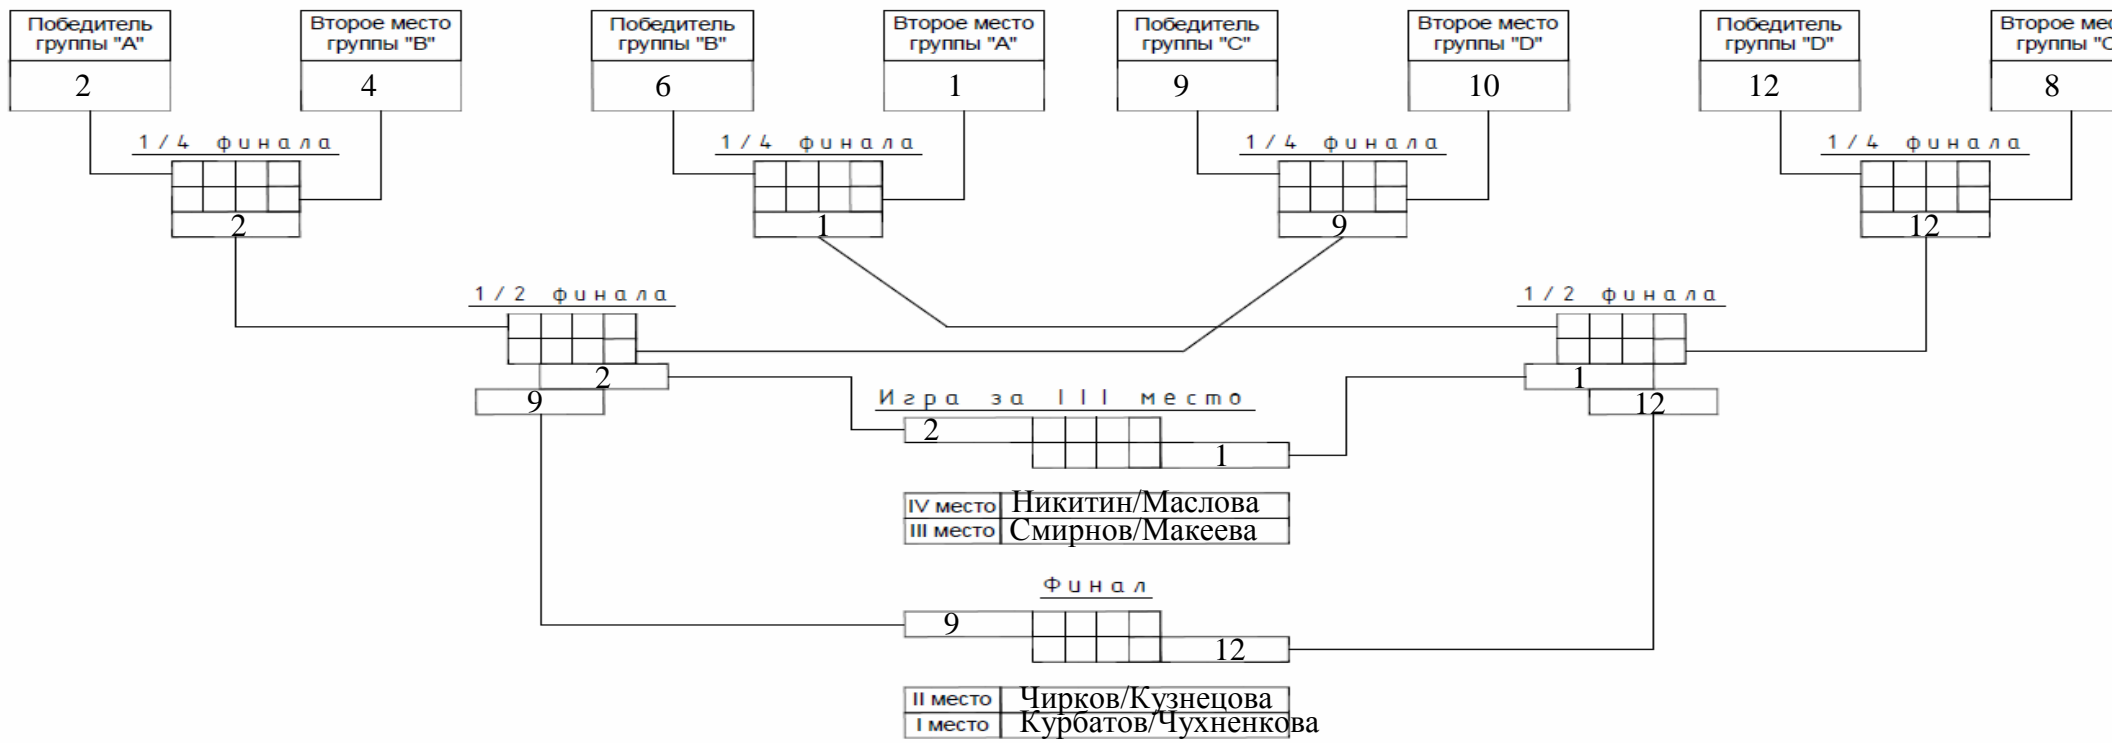 Победитель группы "А"
Второе место группы "В"
Победитель группы "В"
Второе место группы "А"
Победитель группы "С"
Второе место группы "D"
Победитель группы "D"
Второе
группы
2
4
6
1
9
10
12
8
1/4 финала
1/4 финала
1/4 финала
1/4 финала
2
1
9
12
1/2 финала
1/2 финала
2
9
1
12
Игра за III место
2
1
IV место Никитин/Маслова
III место Смирнов/Макеева
Финал
9
12
II место Чирков/Кузнецова
I место Курбатов/Чухненкова